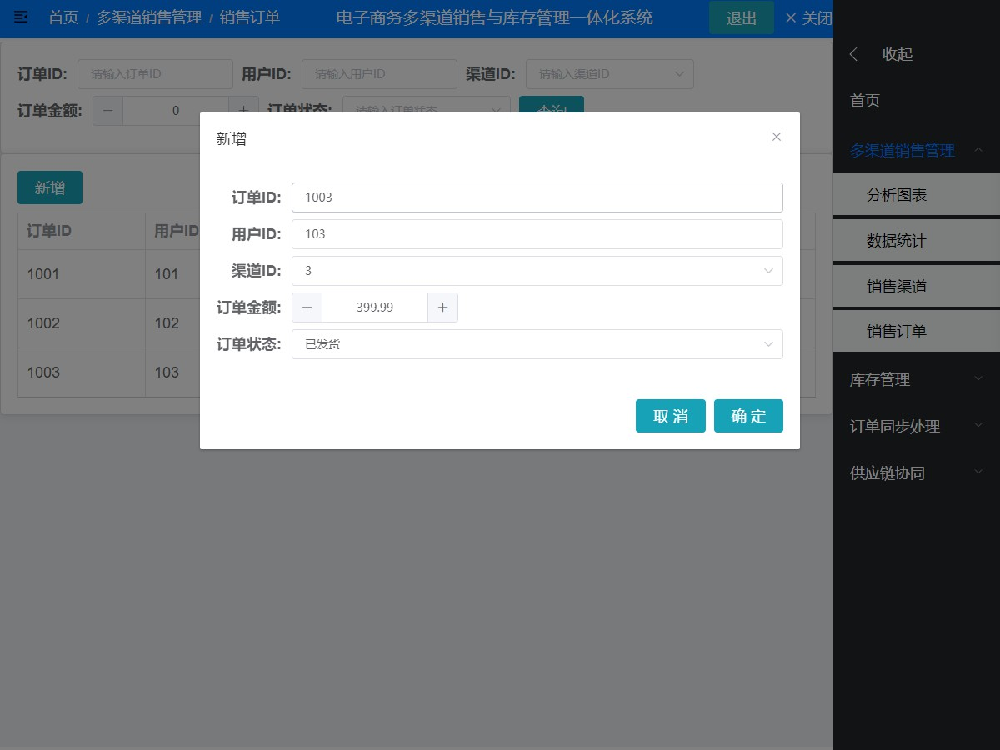 首页 / 多渠道销售管理 / 销售订单 电子商务多渠道销售与库存管理一体化系统 退出 × 关闭
订单ID: 请输入订单ID 用户ID: 请输入用户ID 渠道ID: 请输入渠道ID
订单金额: 0 订单状态: 请输入订单状态 查询
新增
订单ID 用户ID
1001 101
1002 102
1003 103
新增
订单ID: 1003
用户ID: 103
渠道ID: 3
订单金额: 399.99
订单状态: 已发货
取消 确定
收起
首页
多渠道销售管理
分析图表
数据统计
销售渠道
销售订单
库存管理
订单同步处理
供应链协同